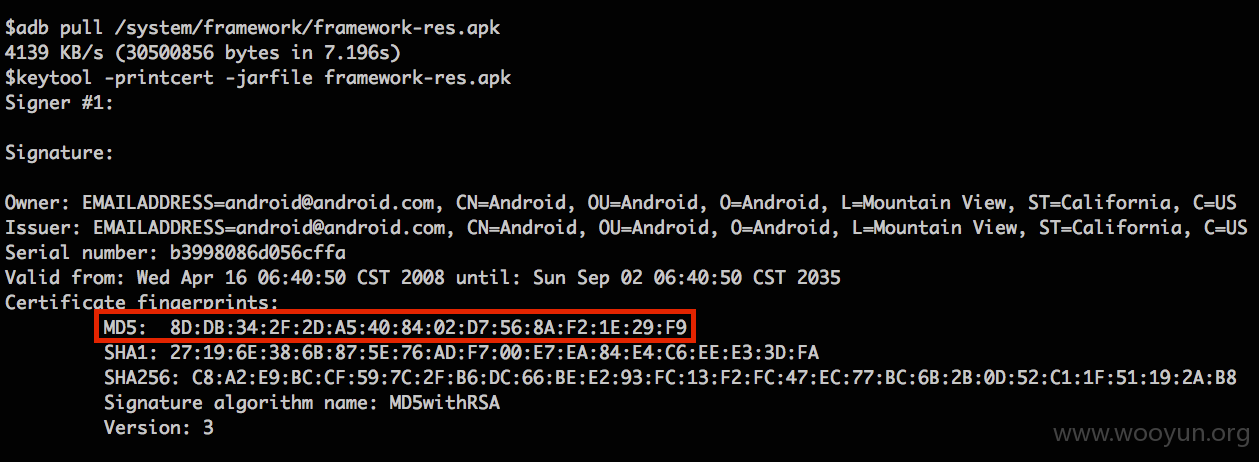 $adb pull /system/framework/framework-res.apk
4139 KB/s (30500856 bytes in 7.196s)
$keytool -printcert -jarfile framework-res.apk
Signer #1:
Signature:
Owner: EMAILADDRESS=android@android.com, CN=Android, OU=Android, O=Android, L=Mountain View, ST=California, C=US
Issuer: EMAILADDRESS=android@android.com, CN=Android, OU=Android, O=Android, L=Mountain View, ST=California, C=US
Serial number: b3998086d056cffa
Valid from: Wed Apr 16 06:40:50 CST 2008 until: Sun Sep 02 06:40:50 CST 2035
Certificate fingerprints:
MD5: 8D:DB:34:2F:2D:A5:40:84:02:D7:56:8A:F2:1E:29:F9
SHA1: 27:19:6E:38:6B:87:5E:76:AD:F7:00:E7:EA:84:E4:C6:EE:E3:3D:FA
SHA256: C8:A2:E9:BC:CF:59:7C:2F:B6:DC:66:BE:E2:93:FC:13:F2:FC:47:EC:77:BC:6B:2B:0D:52:C1:1F:51:19:2A:B8
Signature algorithm name: MD5withRSA
Version: 3
www.wooyun.org